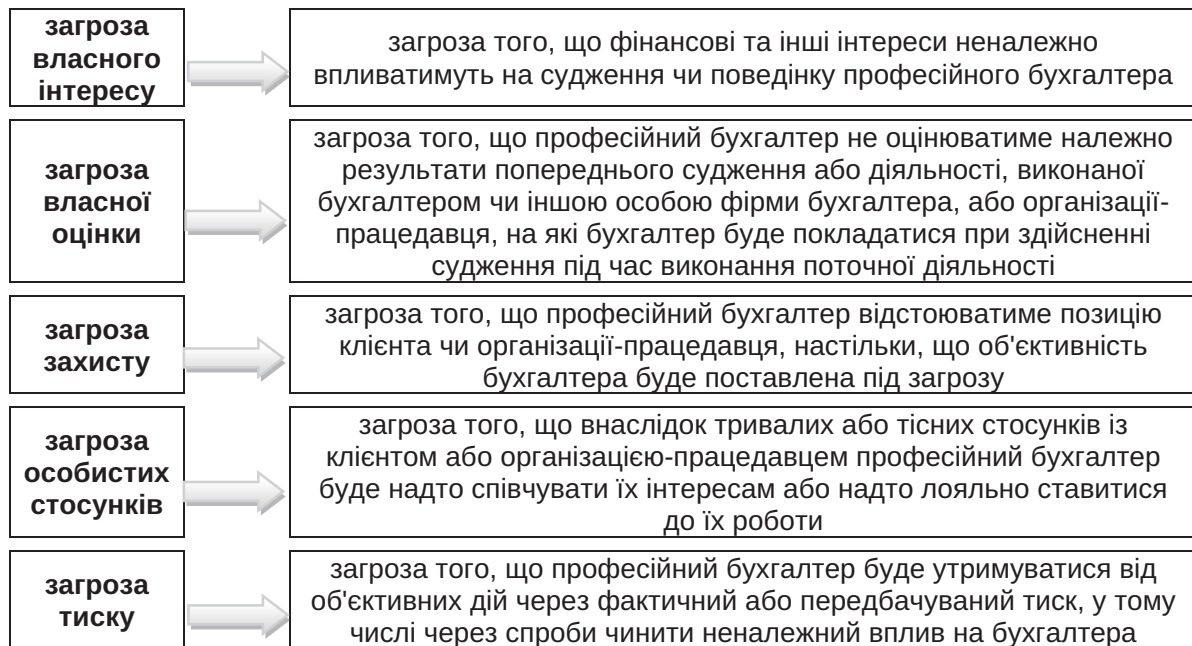 загроза
власного
інтересу
загроза того, що фінансові та інші інтереси неналежно
впливатимуть на судження чи поведінку професійного бухгалтера
загроза
власної
оцінки
загроза того, що професійний бухгалтер не оцінюватиме належно
результати попереднього судження або діяльності, виконаної
бухгалтером чи іншою особою фірми бухгалтера, або організації-
працедавця, на які бухгалтер буде покладатися при здійсненні
судження під час виконання поточної діяльності
загроза
захисту
загроза того, що професійний бухгалтер відстоюватиме позицію
клієнта чи організації-працедавця, настільки, що об'єктивність
бухгалтера буде поставлена під загрозу
загроза
особистих
стосунків
загроза того, що внаслідок тривалих або тісних стосунків із
клієнтом або організацією-працедавцем професійний бухгалтер
буде надто співчувати їх інтересам або надто лояльно ставитися
до їх роботи
загроза
тиску
загроза того, що професійний бухгалтер буде утримуватися від
об'єктивних дій через фактичний або передбачуваний тиск, у тому
числі через спроби чинити неналежний вплив на бухгалтера